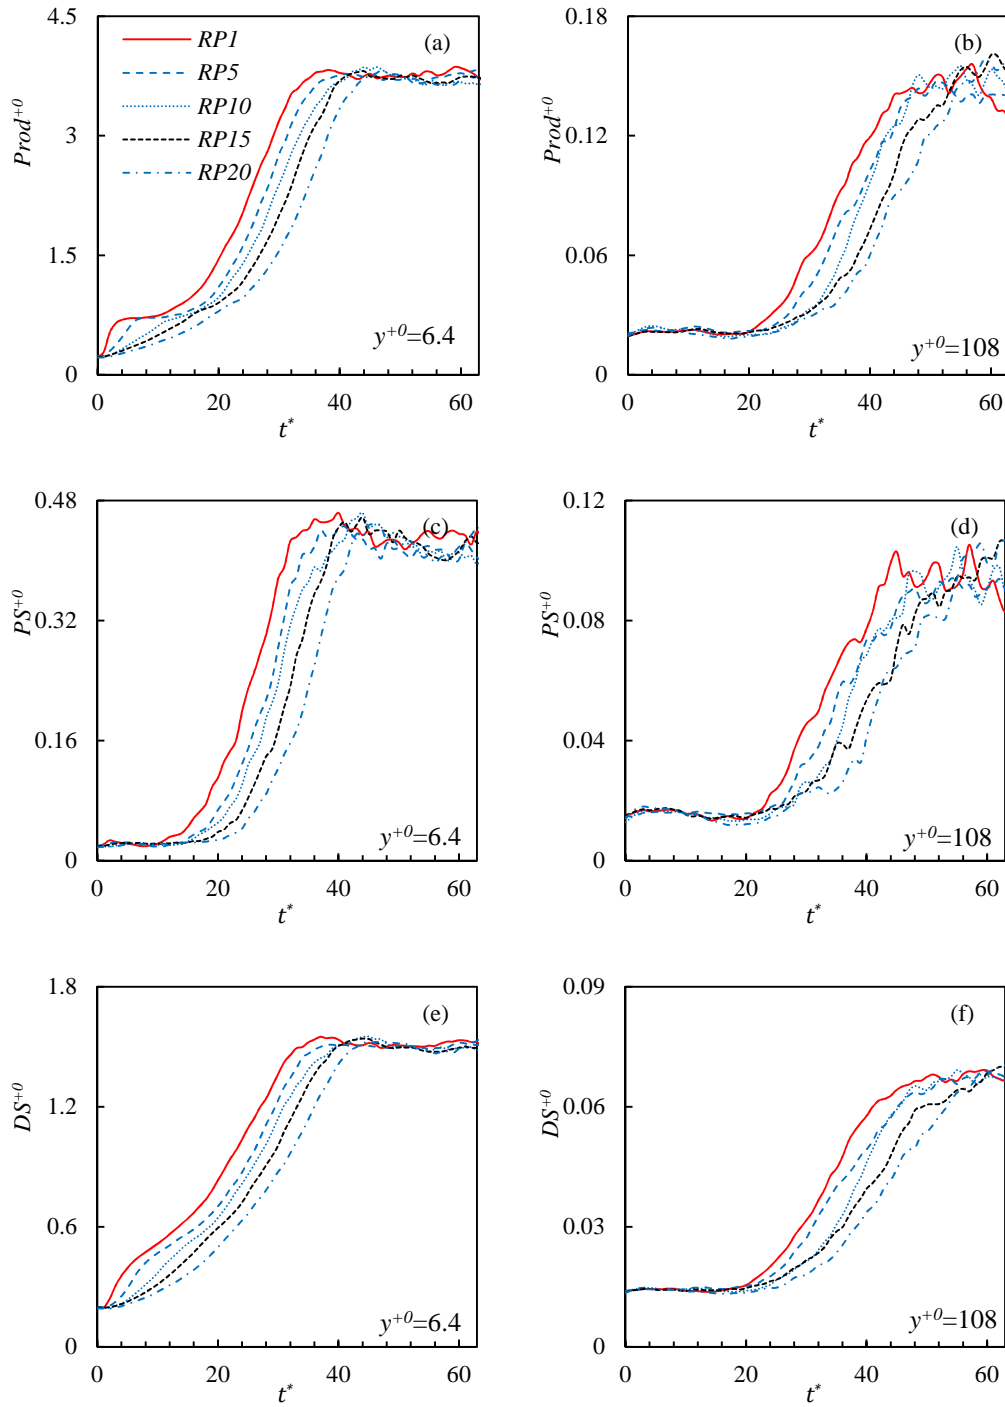 4.5
3
1.5
0
Prod⁺⁰
RP1
RP5
RP10
RP15
RP20
(a)
y⁺⁰=6.4
0 20 40 60
t*
0.18
0.12
0.06
0
Prod⁺⁰
(b)
y⁺⁰=108
0 20 40 60
t*
0.48
0.32
0.16
0
PS⁺⁰
(c)
y⁺⁰=6.4
0 20 40 60
t*
0.12
0.08
0.04
0
PS⁺⁰
(d)
y⁺⁰=108
0 20 40 60
t*
1.8
1.2
0.6
0
DS⁺⁰
(e)
y⁺⁰=6.4
0 20 40 60
t*
0.09
0.06
0.03
0
DS⁺⁰
(f)
y⁺⁰=108
0 20 40 60
t*